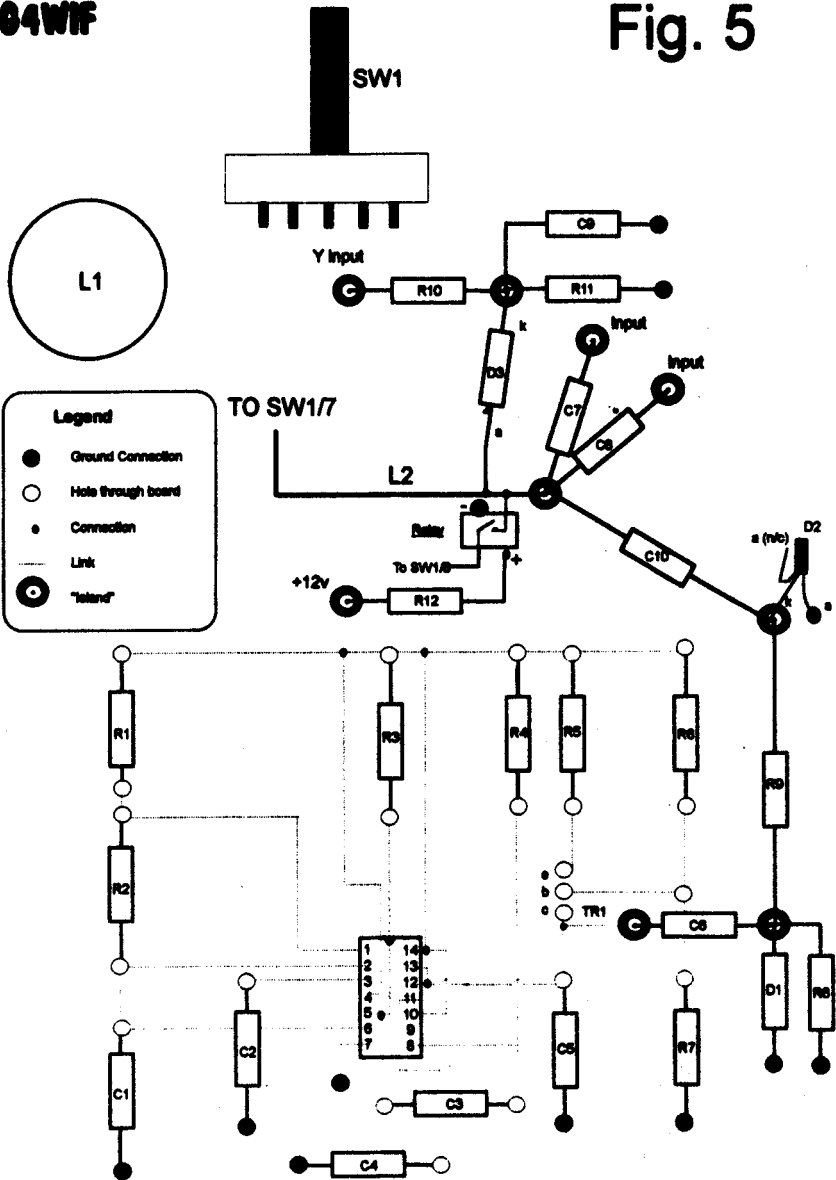 G4WIF
Fig. 5
SW1
L1
Y Input
C9
R10
R11
k
D3
a
Input
Input
C7
C8
TO SW1/7
L2
Legend
Ground Connection
Hole through board
Connection
Link
"Island"
-
Relay
To SW1/8
+
+12v
R12
C10
a (n/c)
D2
k
a
R1
R3
R4
R5
R6
R9
R2
e
b
c
TR1
C6
1 14
2 13
3 12
4 11
5 10
6 9
7 8
D1
R8
C2
C5
R7
C1
C3
C4